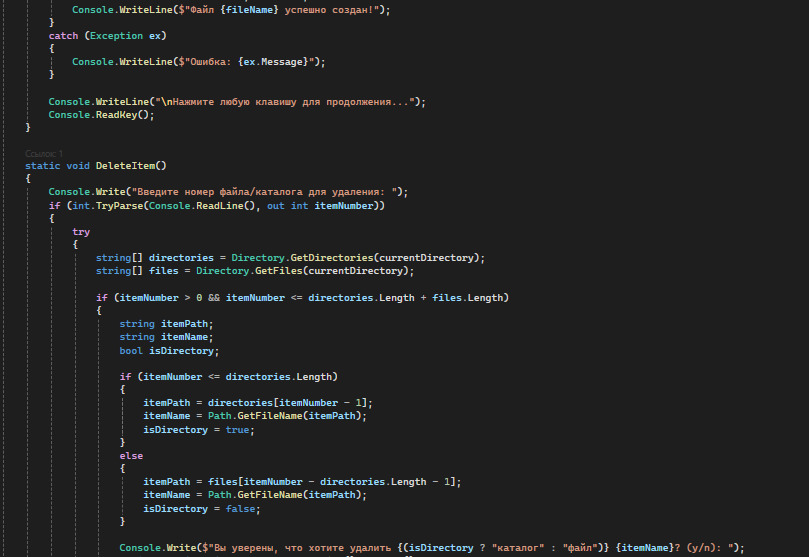 Console.WriteLine($"Файл {fileName} успешно создан!");
}
catch (Exception ex)
{
Console.WriteLine($"Ошибка: {ex.Message}");
}
Console.WriteLine("\nНажмите любую клавишу для продолжения...");
Console.ReadKey();
}
Ссылок: 1
static void DeleteItem()
{
Console.Write("Введите номер файла/каталога для удаления: ");
if (int.TryParse(Console.ReadLine(), out int itemNumber))
{
try
{
string[] directories = Directory.GetDirectories(currentDirectory);
string[] files = Directory.GetFiles(currentDirectory);
if (itemNumber > 0 && itemNumber <= directories.Length + files.Length)
{
string itemPath;
string itemName;
bool isDirectory;
if (itemNumber <= directories.Length)
{
itemPath = directories[itemNumber - 1];
itemName = Path.GetFileName(itemPath);
isDirectory = true;
}
else
{
itemPath = files[itemNumber - directories.Length - 1];
itemName = Path.GetFileName(itemPath);
isDirectory = false;
}
Console.Write($"Вы уверены, что хотите удалить {(isDirectory ? "каталог" : "файл")} {itemName}? (y/n): ");